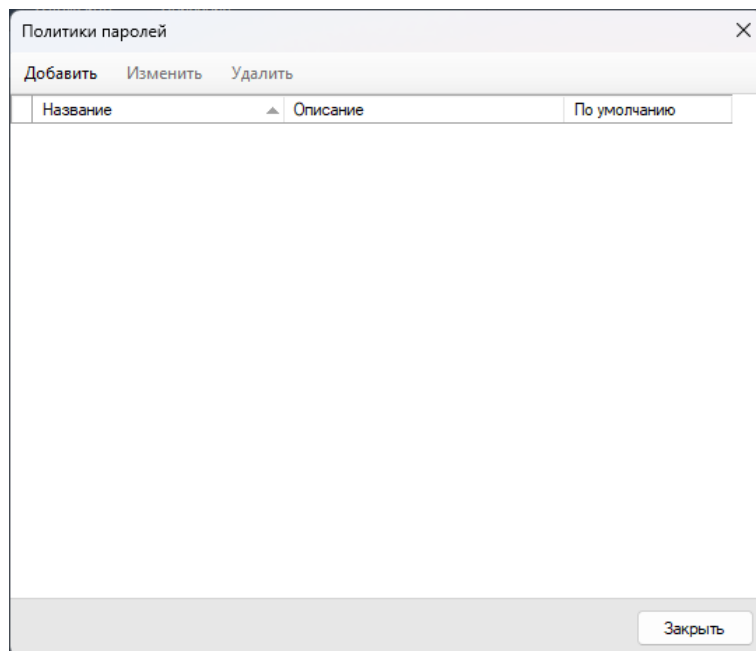 Политики паролей
Добавить Изменить Удалить
Название Описание По умолчанию
Закрыть